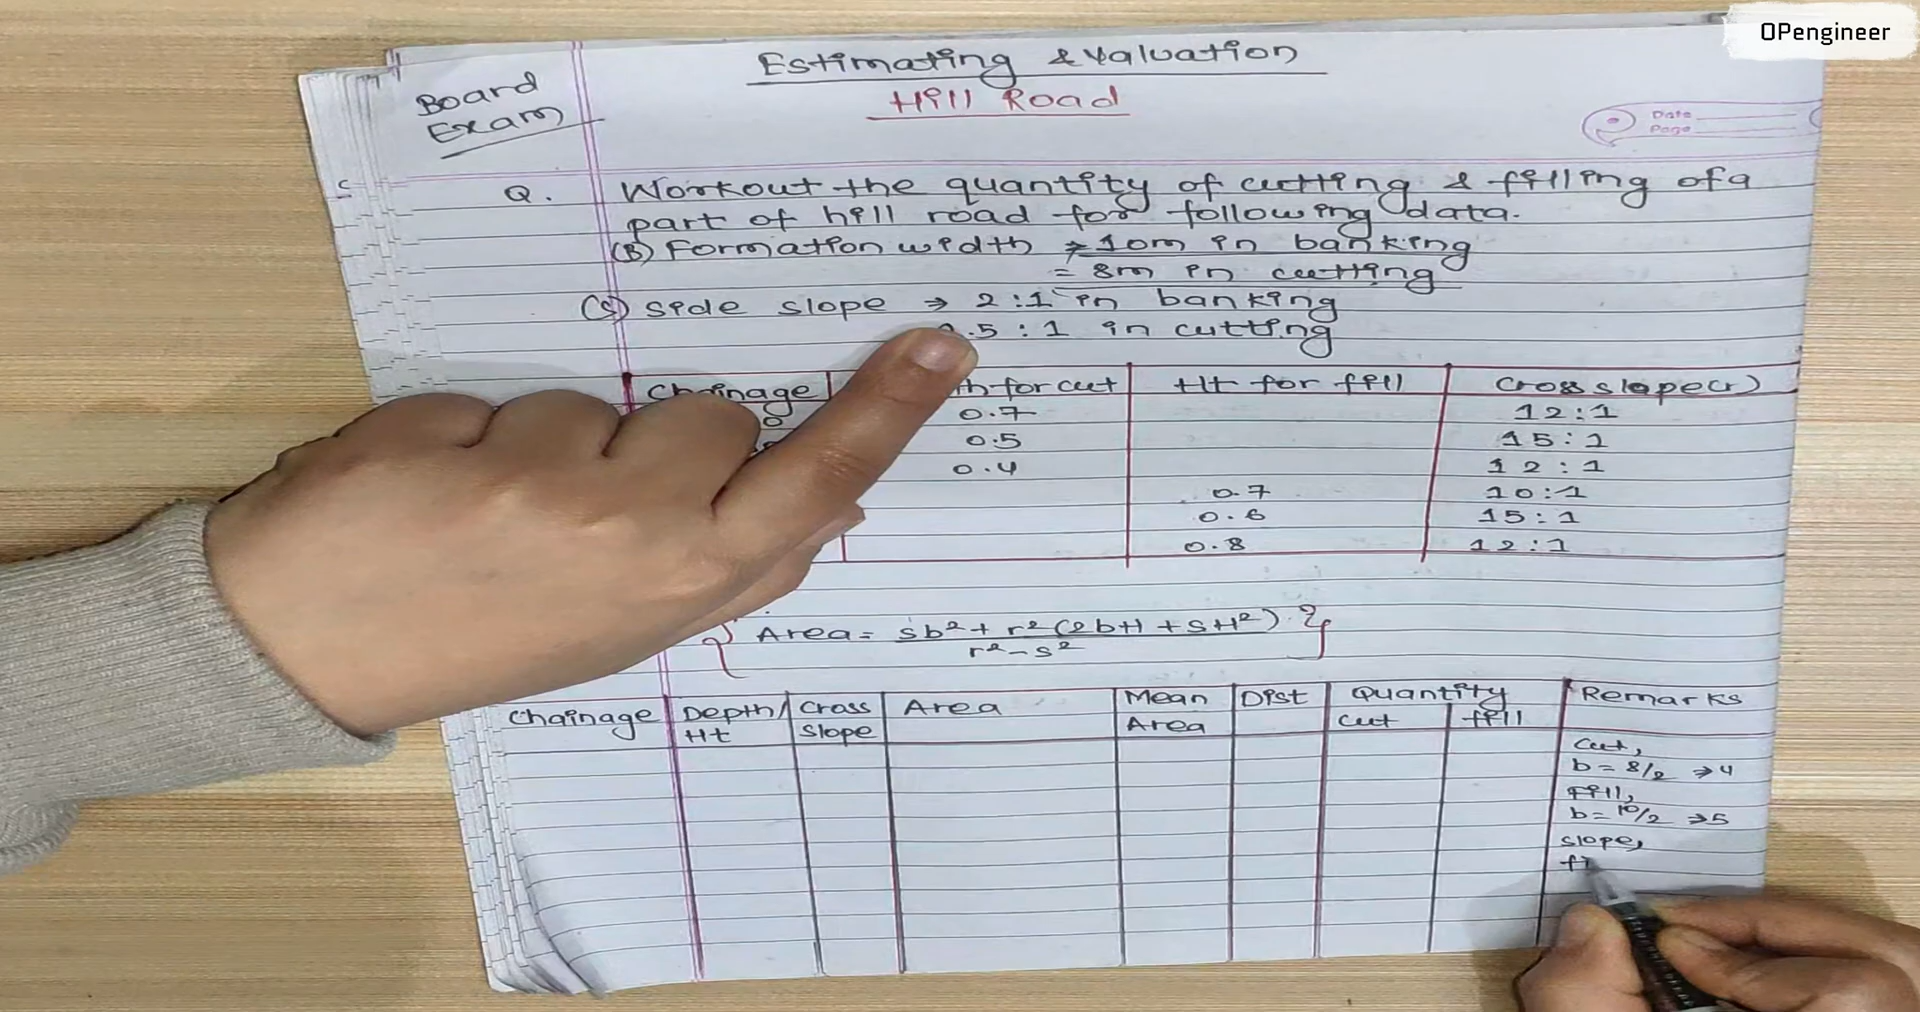 OPengineer
Board
Exam
Estimating & Valuation
Hill Road
Date
Page
Q. Workout the quantity of cutting & filling of a
part of hill road for following data.
(B) Formation width → 10m in banking
= 8m in cutting
(S) Side slope → 2:1 in banking
.5 : 1 in cutting
Chainage th for cut Ht for fill Cross slope(r)
0 0.7 12:1
0.5 15:1
0.4 12:1
0.7 10:1
0.6 15:1
0.8 12:1
{ Area = sb² + r² (2bH + sH²) }
r² - s²
Chainage Depth/ Cross Area Mean Dist Quantity Remarks
Ht Slope Area cut fill
Cut,
b = 8/2 → 4
fill,
b = 10/2 → 5
slope,